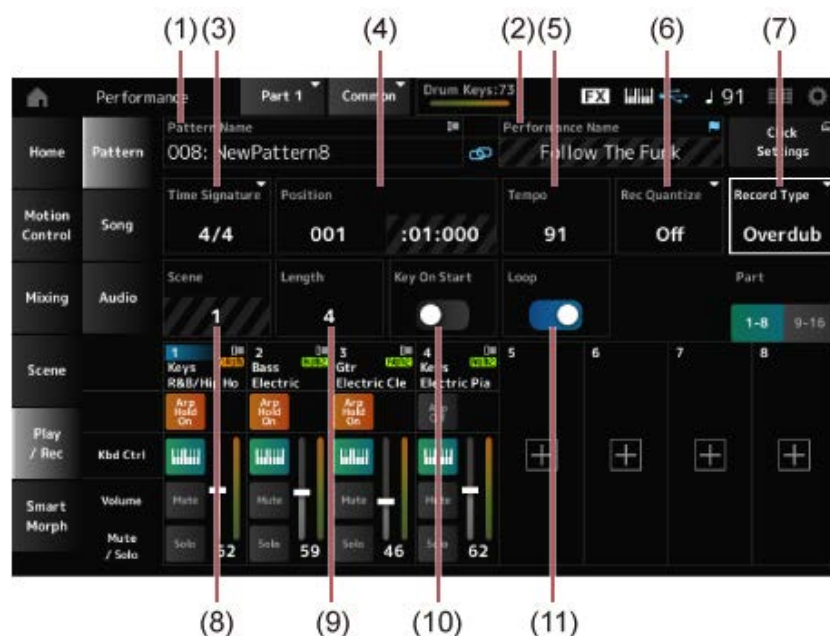 (1) (3) (4) (2) (5) (6) (7)
Performance Part 1 Common Drum Keys:73 FX 91
Home Pattern Pattern Name Performance Name Click Settings
008: NewPattern8 Follow The Funk
Motion Control Song Time Signature Position Tempo Rec Quantize Record Type
4/4 001 :01:000 91 Off Overdub
Mixing Audio Scene Length Key On Start Loop Part
1 4 1-8 9-16
Scene 1 2 3 4 5 6 7 8
Keys Bass Gtr Keys
R&B/Hip Ho Electric Electric Cle Electric Pia
Arp Hold On Arp Hold On Arp Hold On Arp Off
Play / Rec Kbd Ctrl
Smart Morph Volume Mute Mute Mute Mute
Mute / Solo Solo Solo Solo Solo
52 59 46 62
(8) (9) (10) (11)